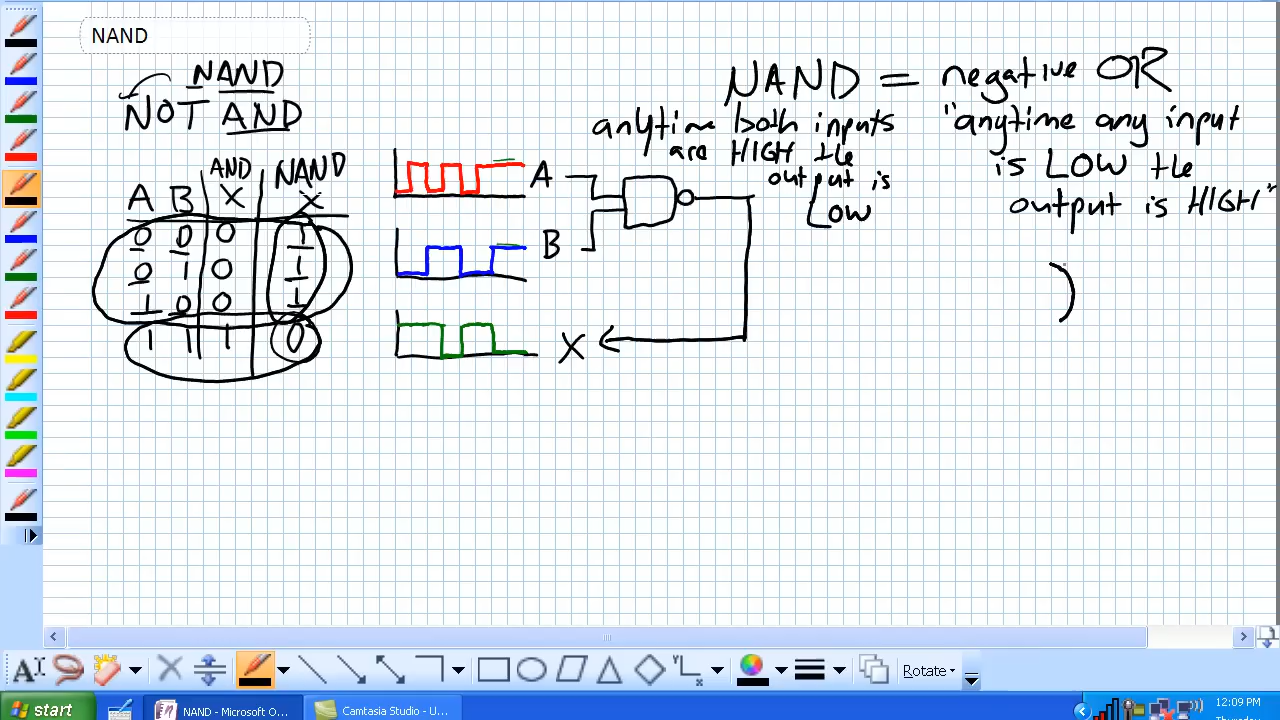 NAND
NAND
NOT AND
A B AND X NAND X
0 0 0 1
0 1 0 1
1 0 0 1
1 1 1 0
A
B
X
NAND = negative OR
anytime both inputs
are HIGH the
output is
Low
"anytime any input
is LOW the
output is HIGH"
)
A
Rotate
start
NAND - Microsoft O...
Camtasia Studio - U...
12:09 PM
Thursday